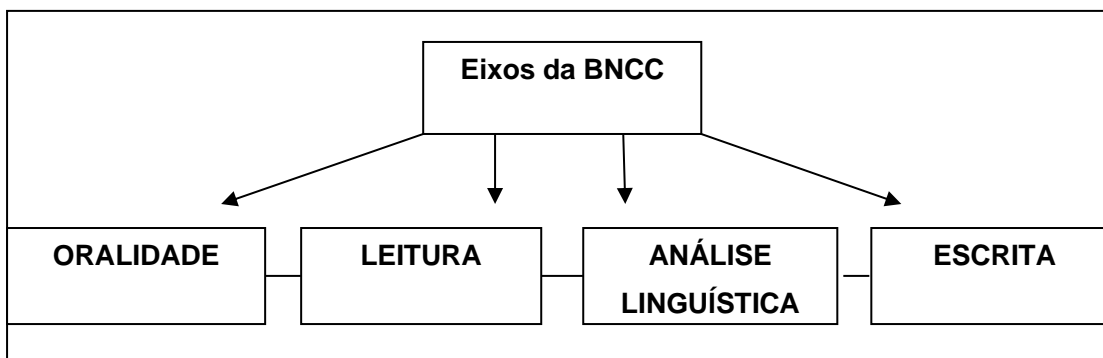 Eixos da BNCC
ORALIDADE
LEITURA
ANÁLISE
LINGUÍSTICA
ESCRITA